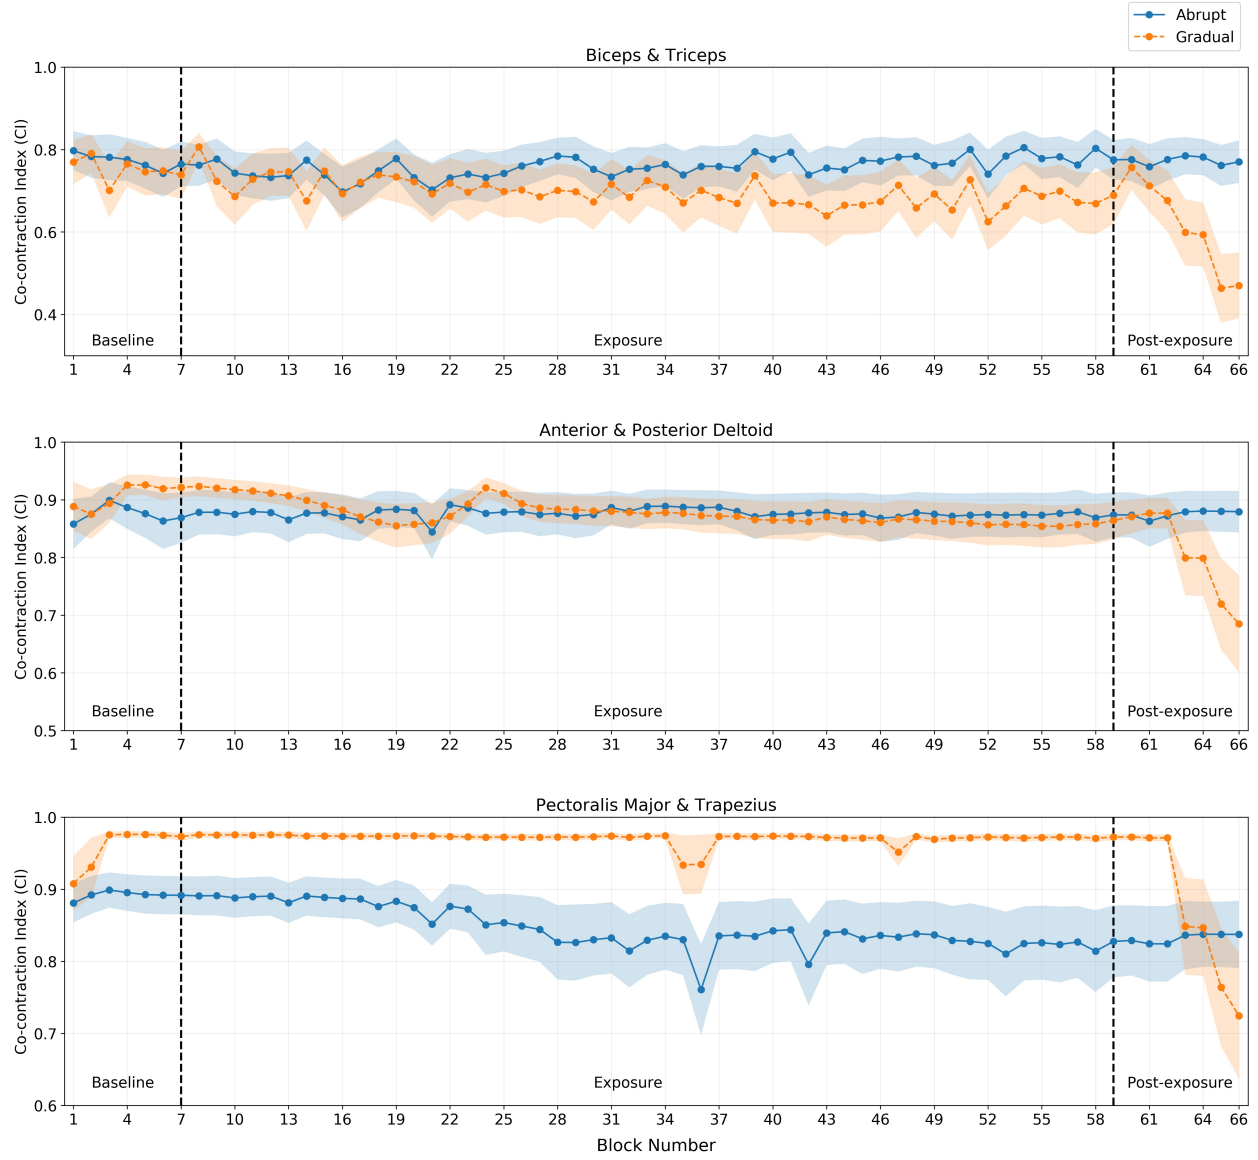 Abrupt
Gradual
Biceps & Triceps
Co-contraction Index (CI)
1.0
0.8
0.6
0.4
Baseline Exposure Post-exposure
1 4 7 10 13 16 19 22 25 28 31 34 37 40 43 46 49 52 55 58 61 64 66
Anterior & Posterior Deltoid
Co-contraction Index (CI)
1.0
0.9
0.8
0.7
0.6
0.5
Baseline Exposure Post-exposure
1 4 7 10 13 16 19 22 25 28 31 34 37 40 43 46 49 52 55 58 61 64 66
Pectoralis Major & Trapezius
Co-contraction Index (CI)
1.0
0.9
0.8
0.7
0.6
Baseline Exposure Post-exposure
1 4 7 10 13 16 19 22 25 28 31 34 37 40 43 46 49 52 55 58 61 64 66
Block Number